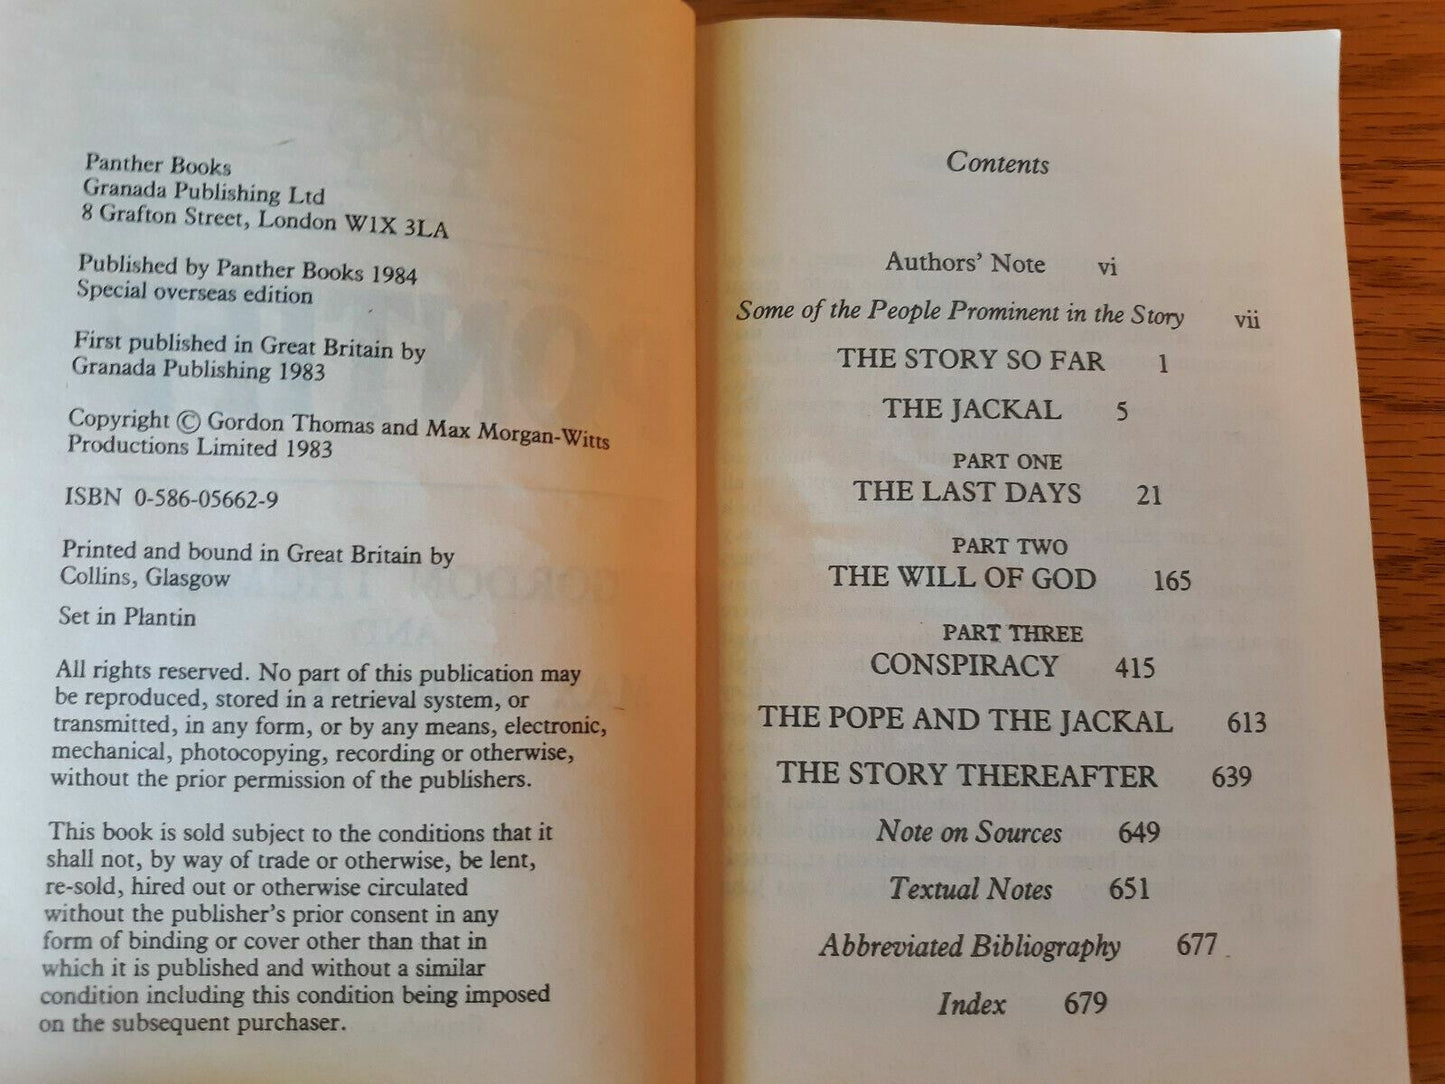 Panther Books
Granada Publishing Ltd
8 Grafton Street, London W1X 3LA
Published by Panther Books 1984
Special overseas edition
First published in Great Britain by
Granada Publishing 1983
Copyright © Gordon Thomas and Max Morgan-Witts
Productions Limited 1983
ISBN 0-586-05662-9
Printed and bound in Great Britain by
Collins, Glasgow
Set in Plantin
All rights reserved. No part of this publication may
be reproduced, stored in a retrieval system, or
transmitted, in any form, or by any means, electronic,
mechanical, photocopying, recording or otherwise,
without the prior permission of the publishers.
This book is sold subject to the conditions that it
shall not, by way of trade or otherwise, be lent,
re-sold, hired out or otherwise circulated
without the publisher's prior consent in any
form of binding or cover other than that in
which it is published and without a similar
condition including this condition being imposed
on the subsequent purchaser.
Contents
Authors' Note vi
Some of the People Prominent in the Story vii
THE STORY SO FAR 1
THE JACKAL 5
PART ONE
THE LAST DAYS 21
PART TWO
THE WILL OF GOD 165
PART THREE
CONSPIRACY 415
THE POPE AND THE JACKAL 613
THE STORY THEREAFTER 639
Note on Sources 649
Textual Notes 651
Abbreviated Bibliography 677
Index 679